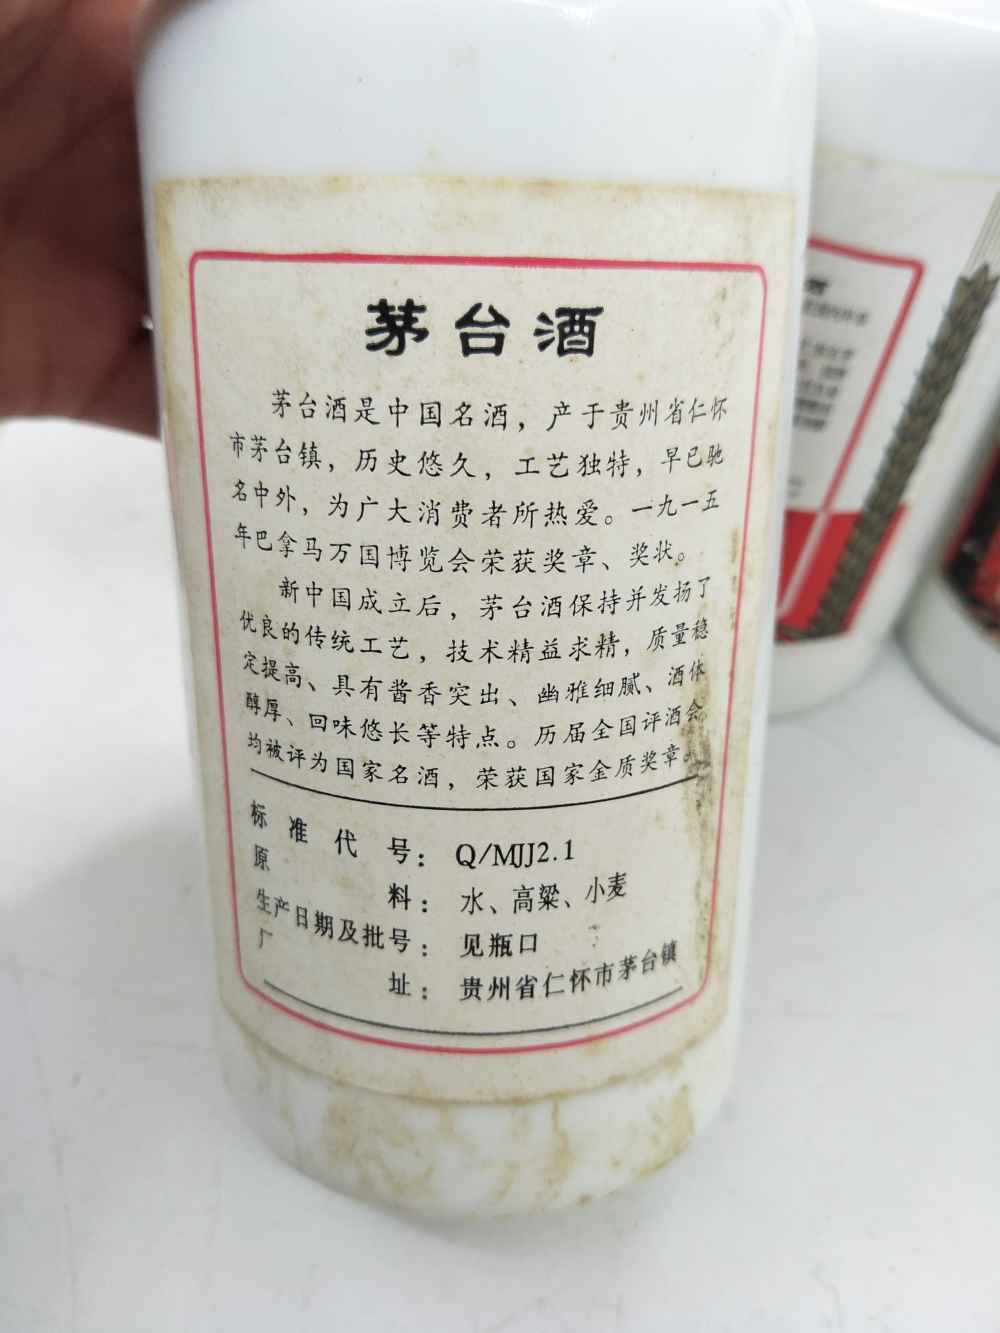 茅台酒
茅台酒是中国名酒，产于贵州省仁怀
市茅台镇，历史悠久，工艺独特，早已驰
名中外，为广大消费者所热爱。一九一五
年巴拿马万国博览会荣获奖章、奖状。
新中国成立后，茅台酒保持并发扬了
优良的传统工艺，技术精益求精，质量稳
定提高、具有酱香突出、幽雅细腻、酒体
醇厚、回味悠长等特点。历届全国评酒会
均被评为国家名酒，荣获国家金质奖章。
标准代号：Q/MJJ2.1
原料：水、高粱、小麦
生产日期及批号：见瓶口
厂址：贵州省仁怀市茅台镇